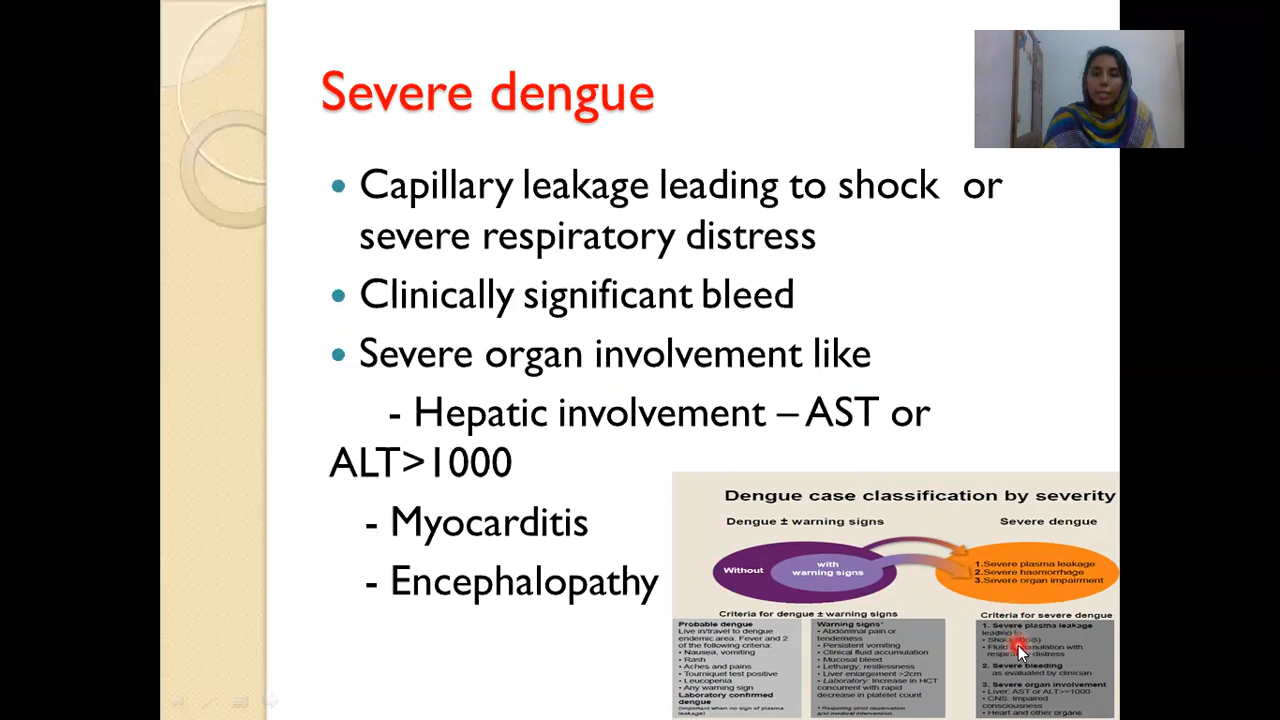 Severe dengue
• Capillary leakage leading to shock or
severe respiratory distress
• Clinically significant bleed
• Severe organ involvement like
- Hepatic involvement – AST or
ALT>1000
- Myocarditis
- Encephalopathy
Dengue case classification by severity
Dengue ± warning signs
Severe dengue
Without
with
warning signs
1.Severe plasma leakage
2.Severe haemorrhage
3.Severe organ impairment
Criteria for dengue ± warning signs
Criteria for severe dengue
Probable dengue
Live in/travel to dengue
endemic area. Fever and 2
of the following criteria:
• Nausea, vomiting
• Rash
• Aches and pains
• Tourniquet test positive
• Leucopenia
• Any warning sign
Laboratory confirmed
dengue
(important when no sign of plasma
leakage)
Warning signs*
• Abdominal pain or
tenderness
• Persistent vomiting
• Clinical fluid accumulation
• Mucosal bleed
• Lethargy; restlessness
• Liver enlargement >2cm
• Laboratory: Increase in HCT
concurrent with rapid
decrease in platelet count
* Requiring strict observation
and medical intervention
1. Severe plasma leakage
leading to
• (DSS)
• Fluid accumulation with
distress
2. Severe bleeding
as evaluated by clinician
3. Severe organ involvement
• Liver: AST or ALT>=1000
• CNS: Impaired
consciousness
• Heart and other organs